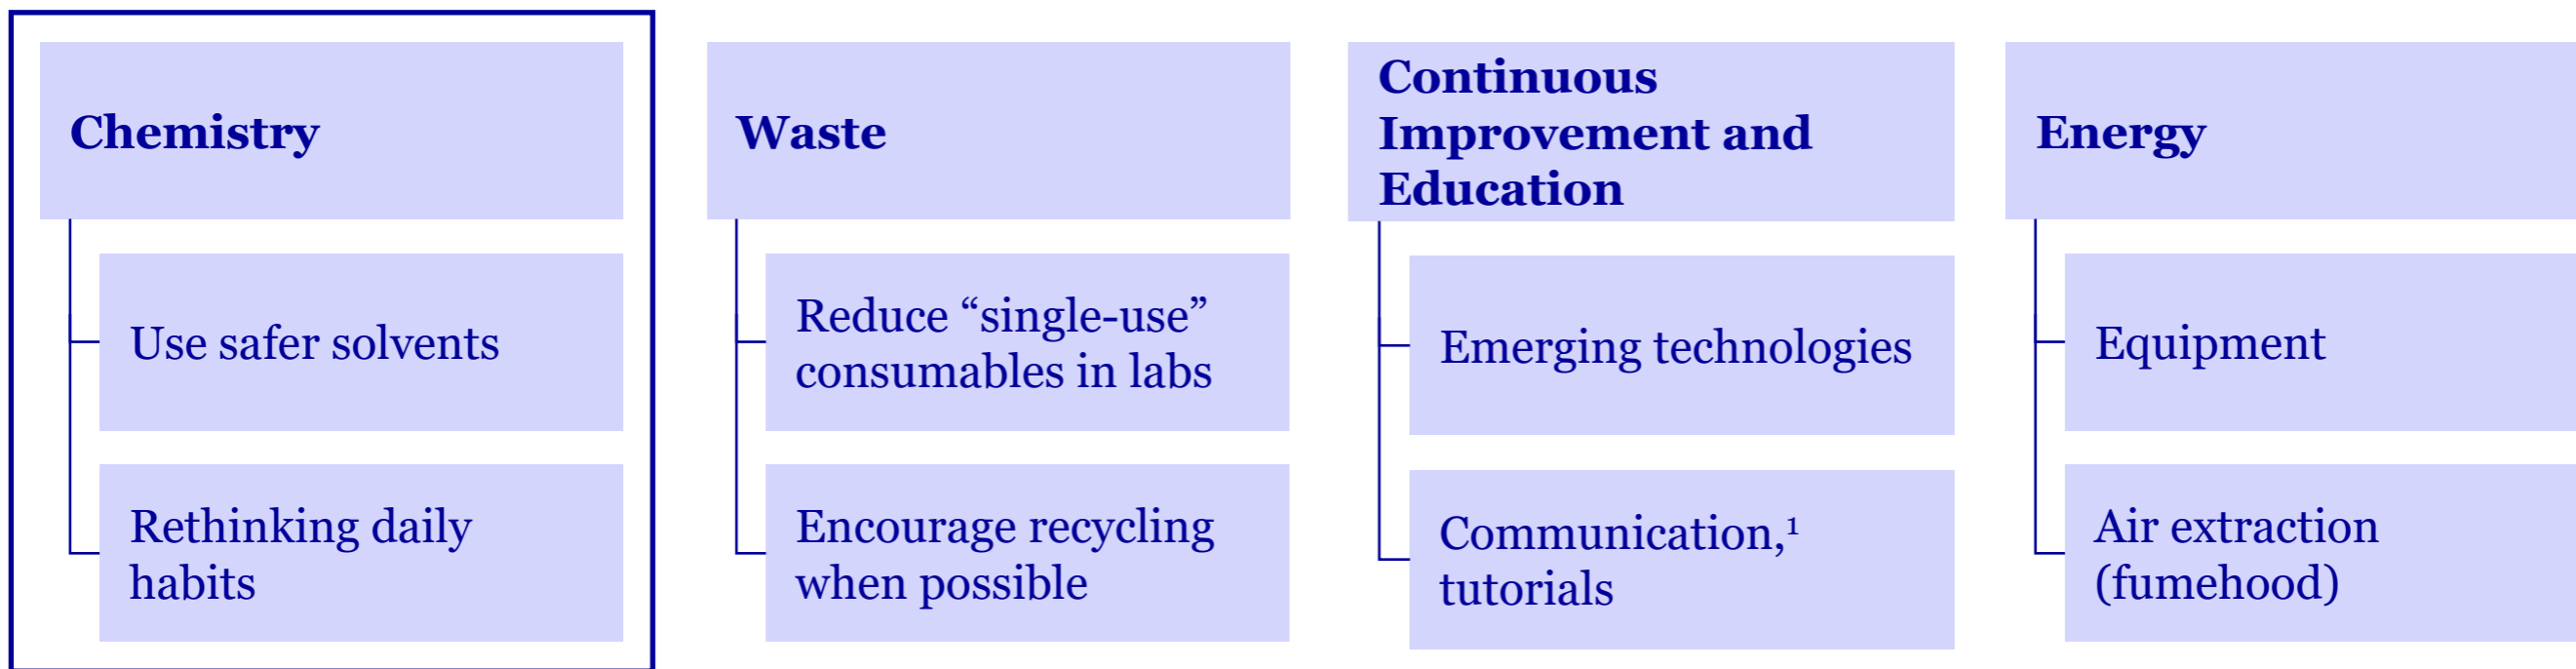 Chemistry
Use safer solvents
Rethinking daily
habits
Waste
Reduce “single-use”
consumables in labs
Encourage recycling
when possible
Continuous
Improvement and
Education
Emerging technologies
Communication,¹
tutorials
Energy
Equipment
Air extraction
(fumehood)